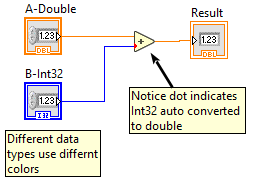 A-Double
Result
1.23
DBL
1.23
DBL
B-Int32
1.23
I32
Notice dot indicates
Int32 auto converted
to double
Different data
types use differnt
colors